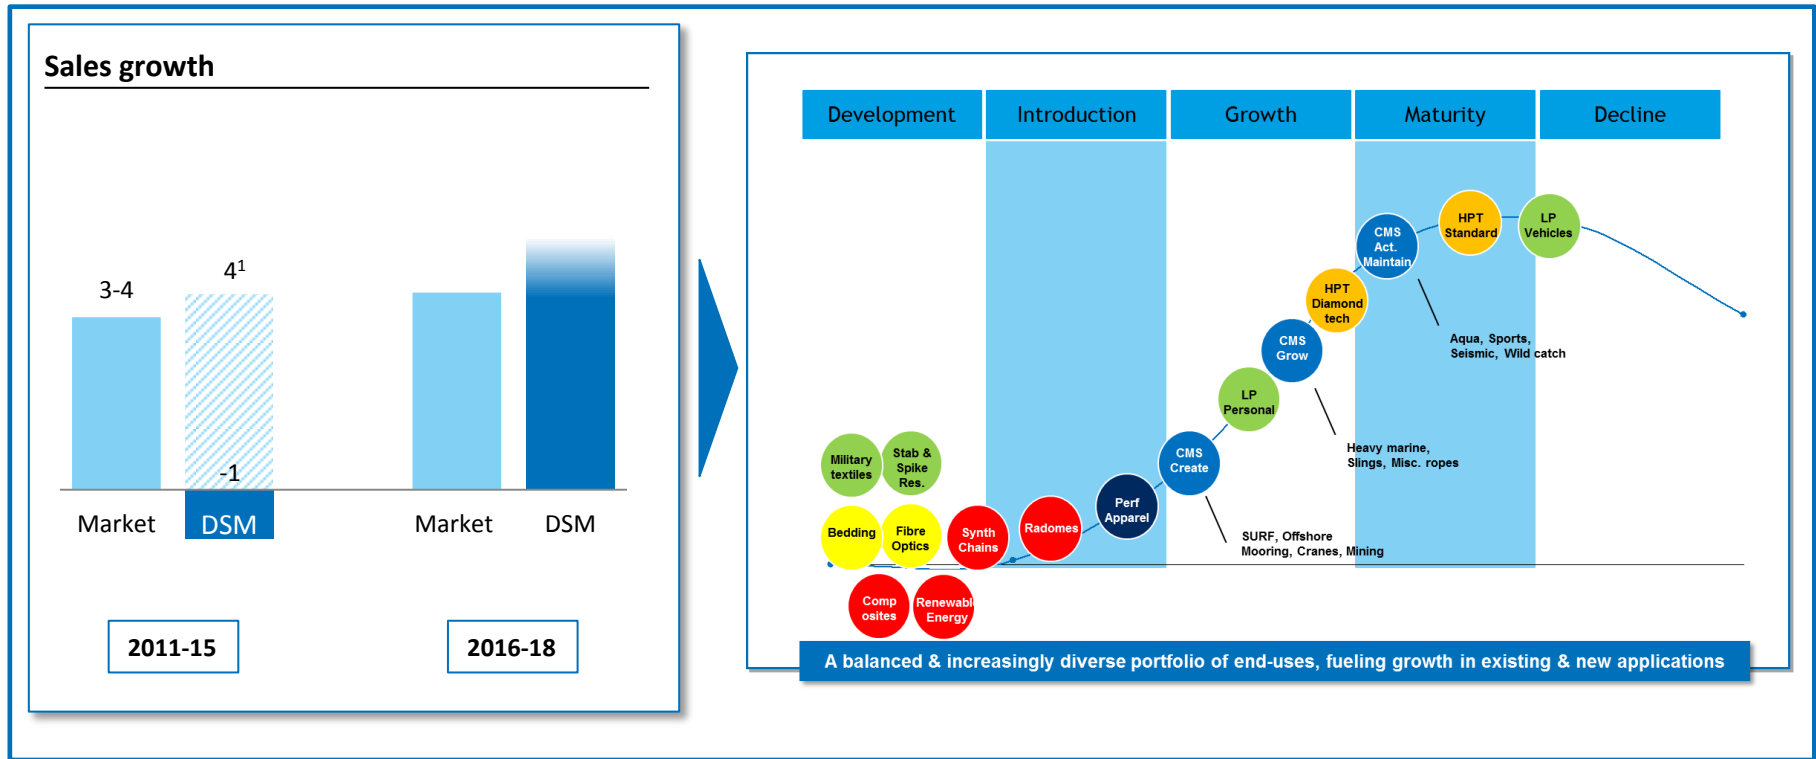 Sales growth
3-4
4¹
-1
Market
DSM
Market
DSM
2011-15
2016-18
Development
Introduction
Growth
Maturity
Decline
Military
textiles
Stab &
Spike
Res.
Bedding
Fibre
Optics
Synth
Chains
Comp
osites
Renewabl
Energy
Radomes
Perf
Apparel
CMS
Create
SURF, Offshore
Mooring, Cranes, Mining
LP
Personal
CMS
Grow
Heavy marine,
Slings, Misc. ropes
HPT
Diamond
tech
CMS
Act.
Maintain
Aqua, Sports,
Seismic, Wild catch
HPT
Standard
LP
Vehicles
A balanced & increasingly diverse portfolio of end-uses, fueling growth in existing & new applications